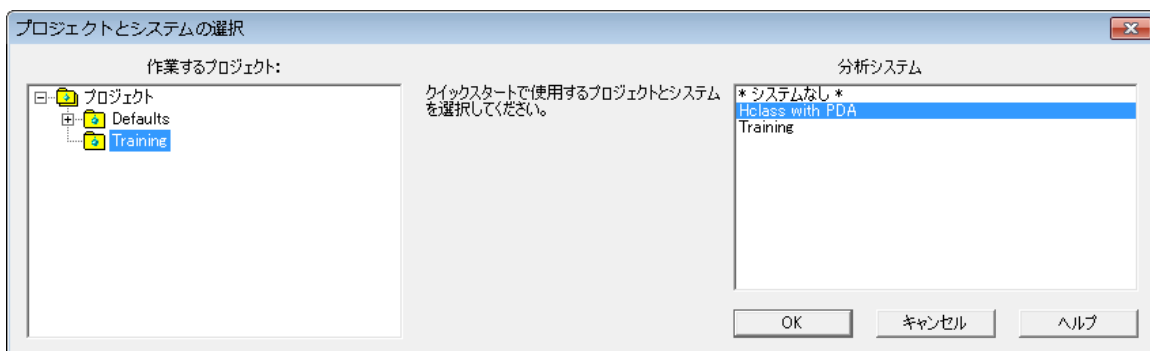 プロジェクトとシステムの選択
作業するプロジェクト:
プロジェクト
Defaults
Training
クイックスタートで使用するプロジェクトとシステム
を選択してください。
分析システム
* システムなし *
Hclass with PDA
Training
OK
キャンセル
ヘルプ